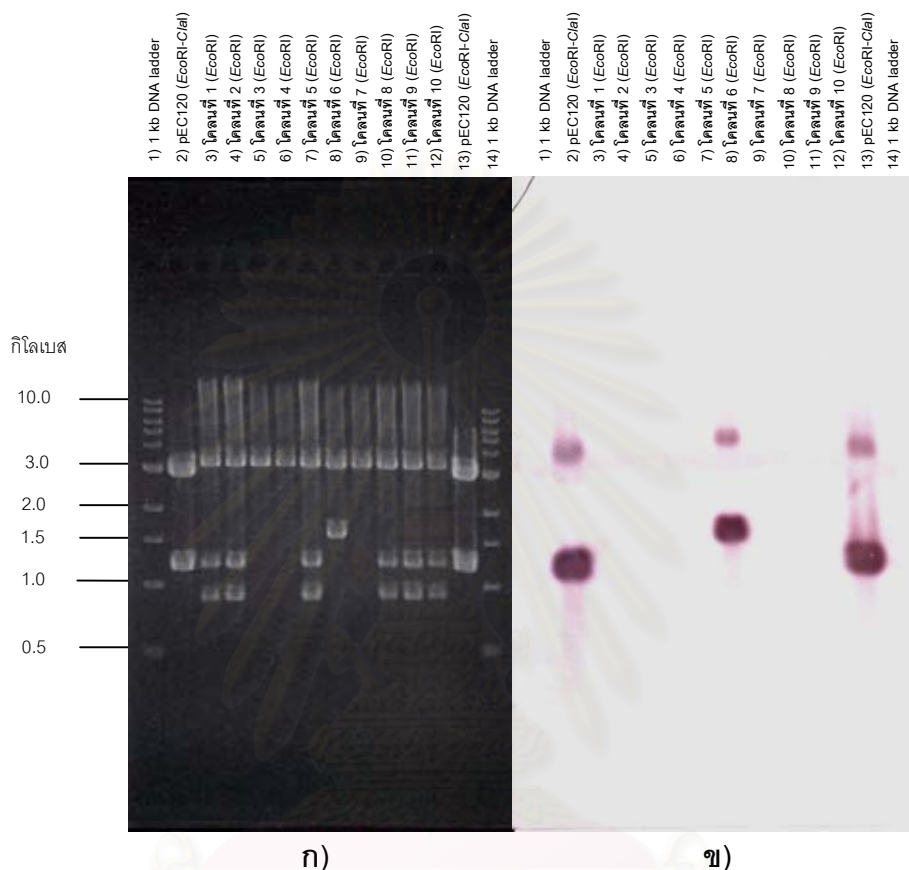 1) 1 kb DNA ladder
2) pEC120 (EcoRI-ClaI)
3) โคลนที่ 1 (EcoRI)
4) โคลนที่ 2 (EcoRI)
5) โคลนที่ 3 (EcoRI)
6) โคลนที่ 4 (EcoRI)
7) โคลนที่ 5 (EcoRI)
8) โคลนที่ 6 (EcoRI)
9) โคลนที่ 7 (EcoRI)
10) โคลนที่ 8 (EcoRI)
11) โคลนที่ 9 (EcoRI)
12) โคลนที่ 10 (EcoRI)
13) pEC120 (EcoRI-ClaI)
14) 1 kb DNA ladder
1) 1 kb DNA ladder
2) pEC120 (EcoRI-ClaI)
3) โคลนที่ 1 (EcoRI)
4) โคลนที่ 2 (EcoRI)
5) โคลนที่ 3 (EcoRI)
6) โคลนที่ 4 (EcoRI)
7) โคลนที่ 5 (EcoRI)
8) โคลนที่ 6 (EcoRI)
9) โคลนที่ 7 (EcoRI)
10) โคลนที่ 8 (EcoRI)
11) โคลนที่ 9 (EcoRI)
12) โคลนที่ 10 (EcoRI)
13) pEC120 (EcoRI-ClaI)
14) 1 kb DNA ladder
กิโลเบส
10.0
3.0
2.0
1.5
1.0
0.5
ก)
ข)